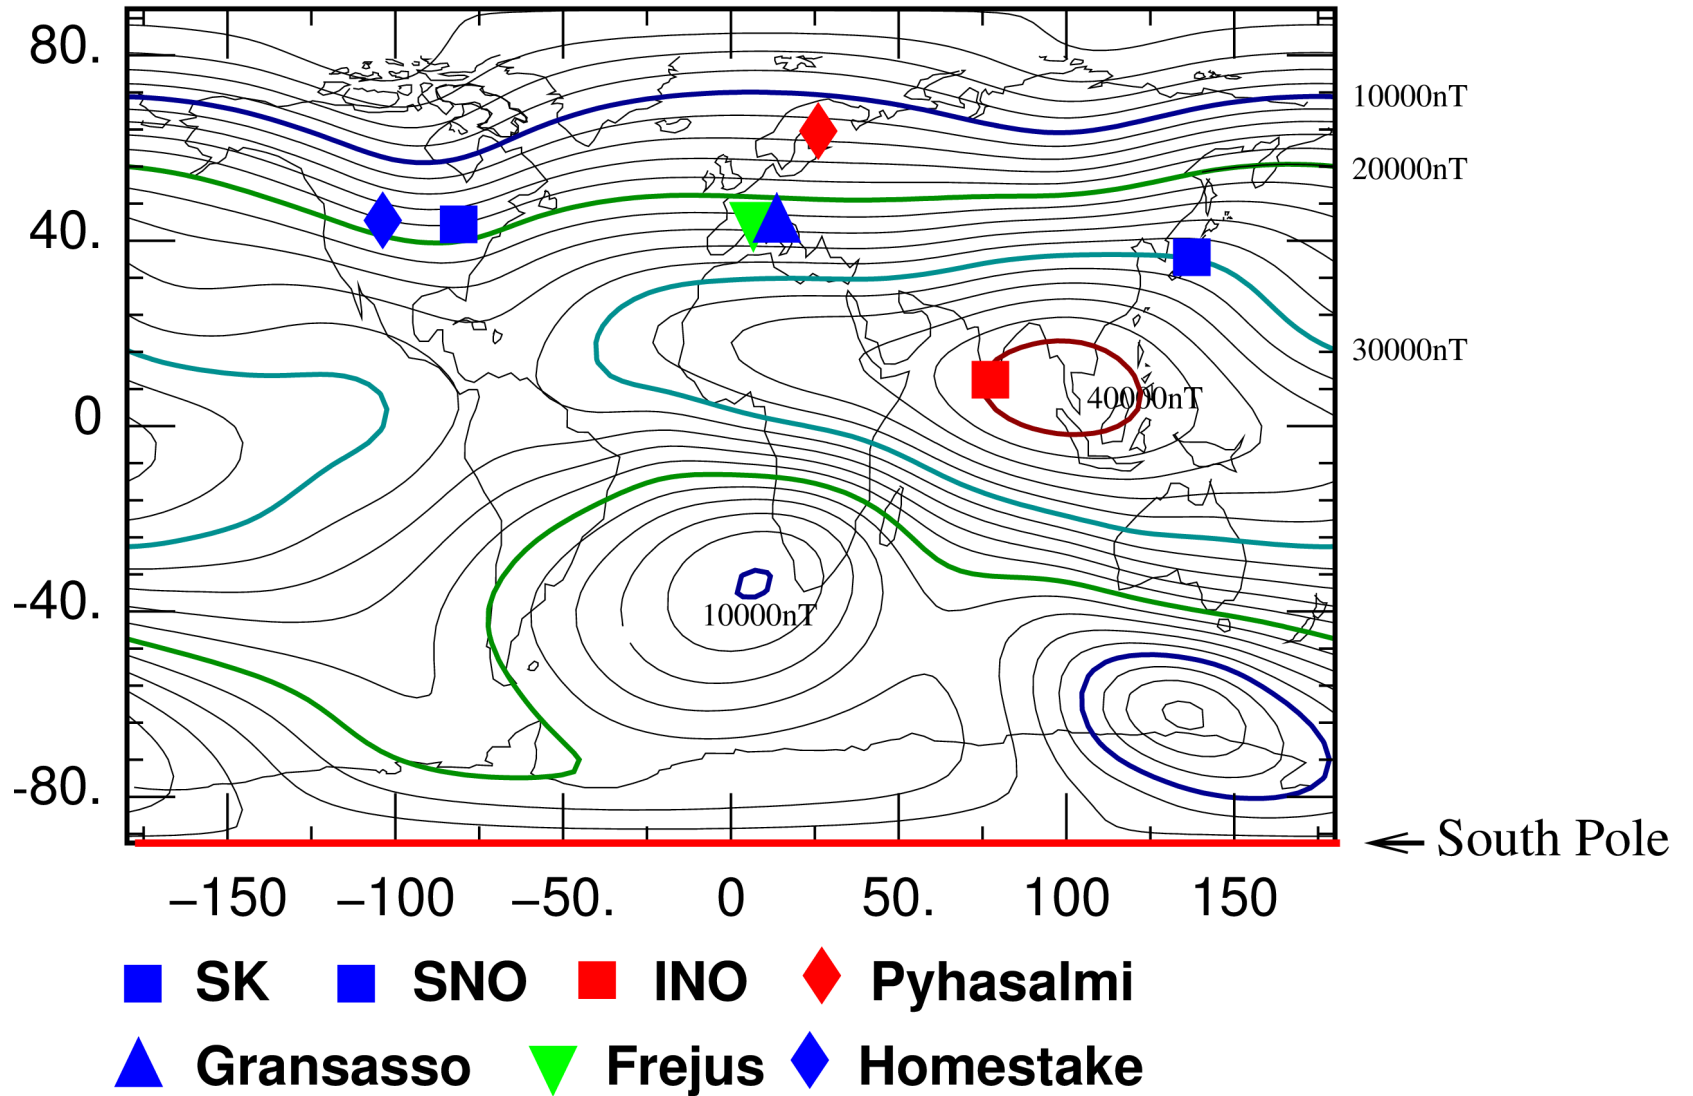 80.
10000nT
20000nT
40.
30000nT
40000nT
0
-40.
10000nT
-80.
South Pole
−150 −100 −50. 0 50. 100 150
SK SNO INO Pyhasalmi
Gransasso Frejus Homestake